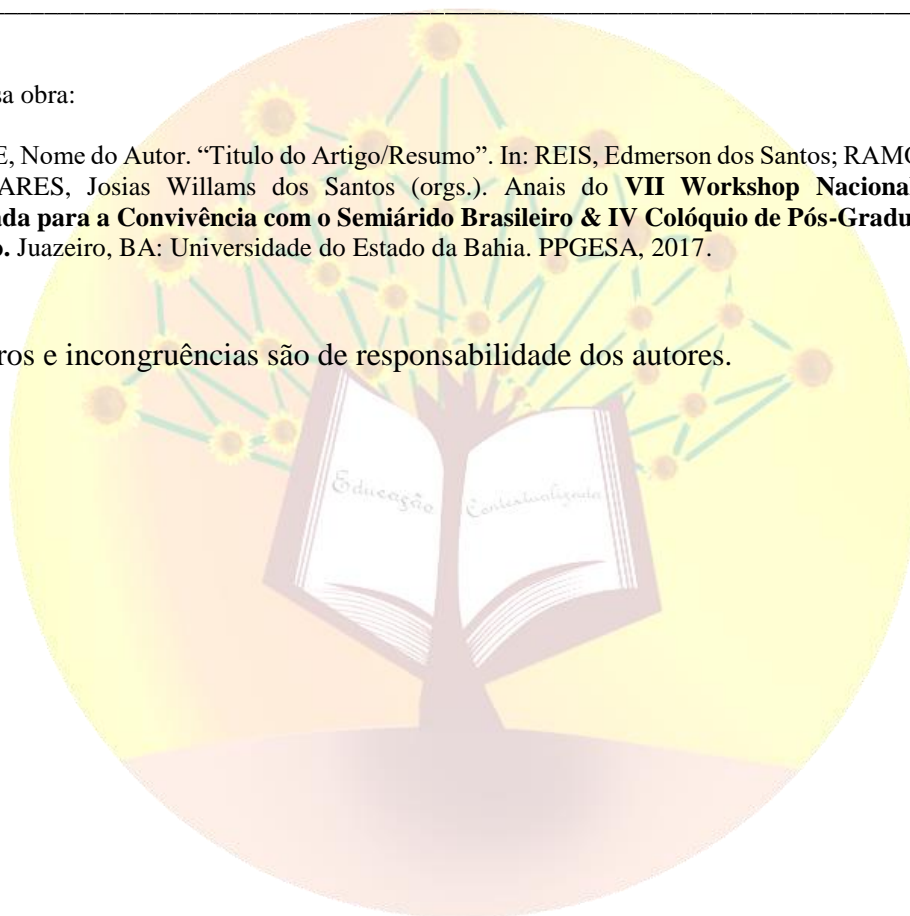 sa obra:
E, Nome do Autor. “Titulo do Artigo/Resumo”. In: REIS, Edmerson dos Santos; RAMO
ARES, Josias Willams dos Santos (orgs.). Anais do VII Workshop Nacional
da para a Convivência com o Semiárido Brasileiro & IV Colóquio de Pós-Gradu
o. Juazeiro, BA: Universidade do Estado da Bahia. PPGESA, 2017.
ros e incongruências são de responsabilidade dos autores.
Educação Contextualizada